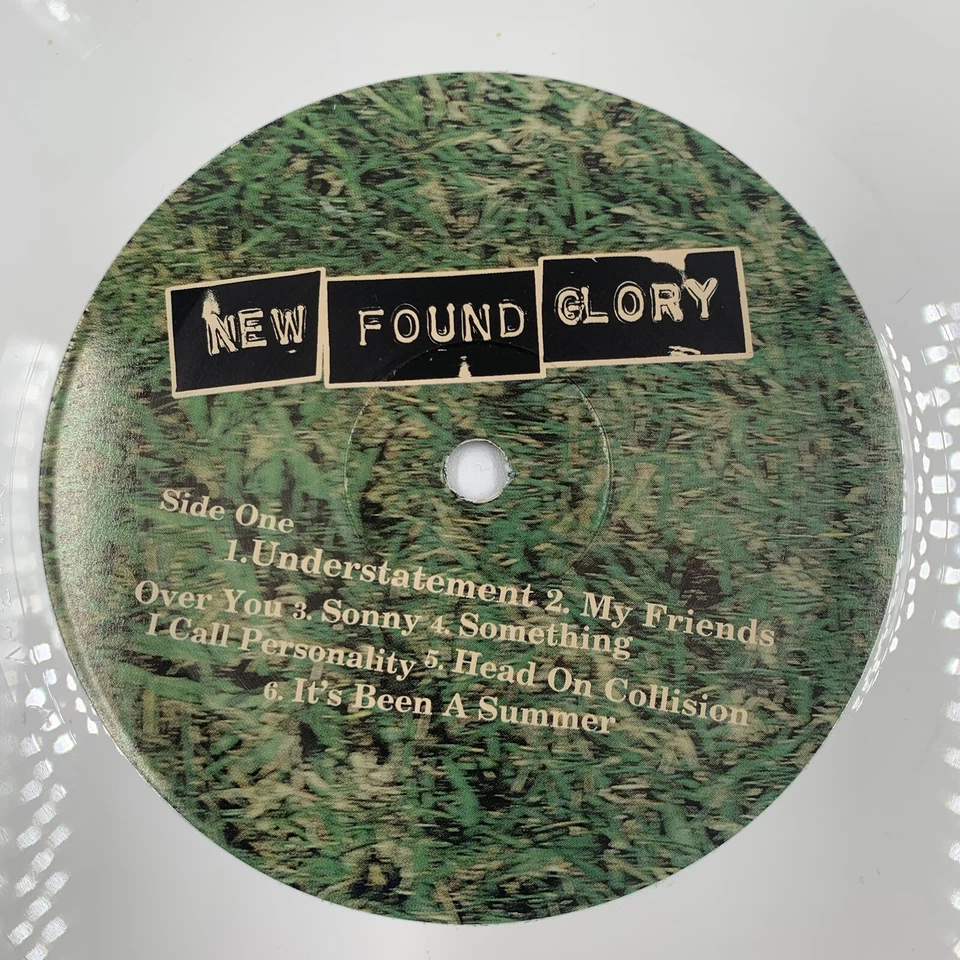 NEW FOUND GLORY
Side One
1. Understatement 2. My Friends
Over You 3. Sonny 4. Something
I Call Personality 5. Head On Collision
6. It's Been A Summer